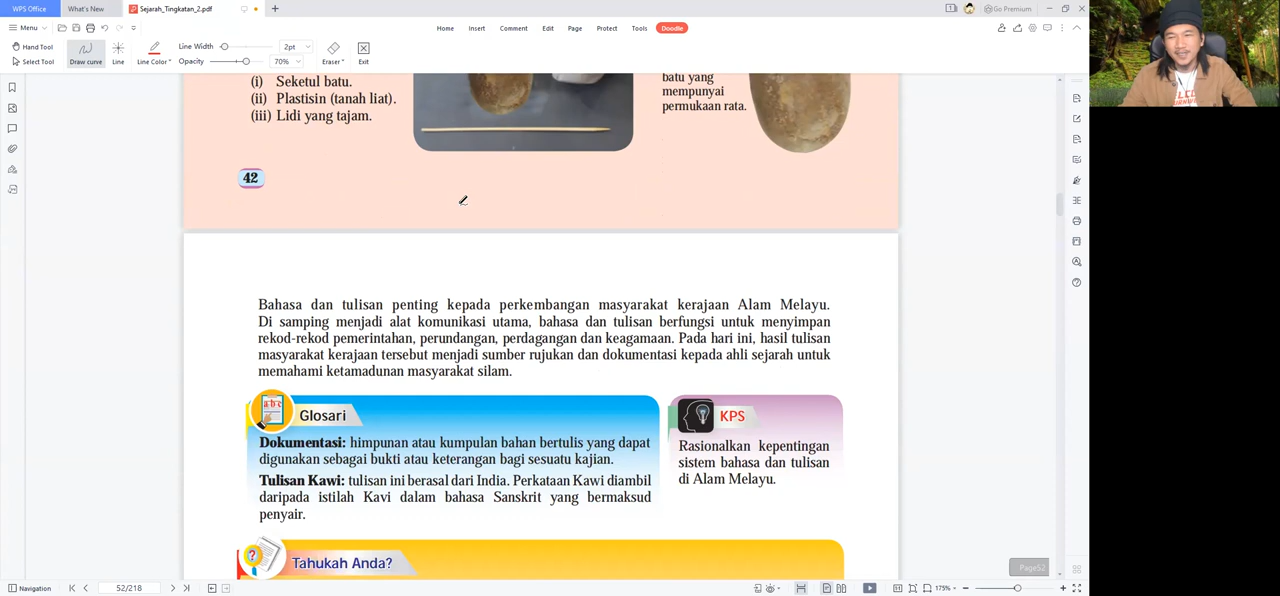 WPS Office
What's New
Sejarah_Tingkatan_2.pdf
Go Premium
Menu
Home
Insert
Comment
Edit
Page
Protect
Tools
Doodle
Hand Tool
Select Tool
Draw curve
Line
Line Color
Line Width
2pt
Opacity
70%
Eraser
Exit
(i) Seketul batu.
(ii) Plastisin (tanah liat).
(iii) Lidi yang tajam.
batu yang
mempunyai
permukaan rata.
42
Bahasa dan tulisan penting kepada perkembangan masyarakat kerajaan Alam Melayu.
Di samping menjadi alat komunikasi utama, bahasa dan tulisan berfungsi untuk menyimpan
rekod-rekod pemerintahan, perundangan, perdagangan dan keagamaan. Pada hari ini, hasil tulisan
masyarakat kerajaan tersebut menjadi sumber rujukan dan dokumentasi kepada ahli sejarah untuk
memahami ketamadunan masyarakat silam.
abc
Glosari
Dokumentasi: himpunan atau kumpulan bahan bertulis yang dapat
digunakan sebagai bukti atau keterangan bagi sesuatu kajian.
Tulisan Kawi: tulisan ini berasal dari India. Perkataan Kawi diambil
daripada istilah Kavi dalam bahasa Sanskrit yang bermaksud
penyair.
KPS
Rasionalkan kepentingan
sistem bahasa dan tulisan
di Alam Melayu.
Tahukah Anda?
Page52
Navigation
52/218
175%